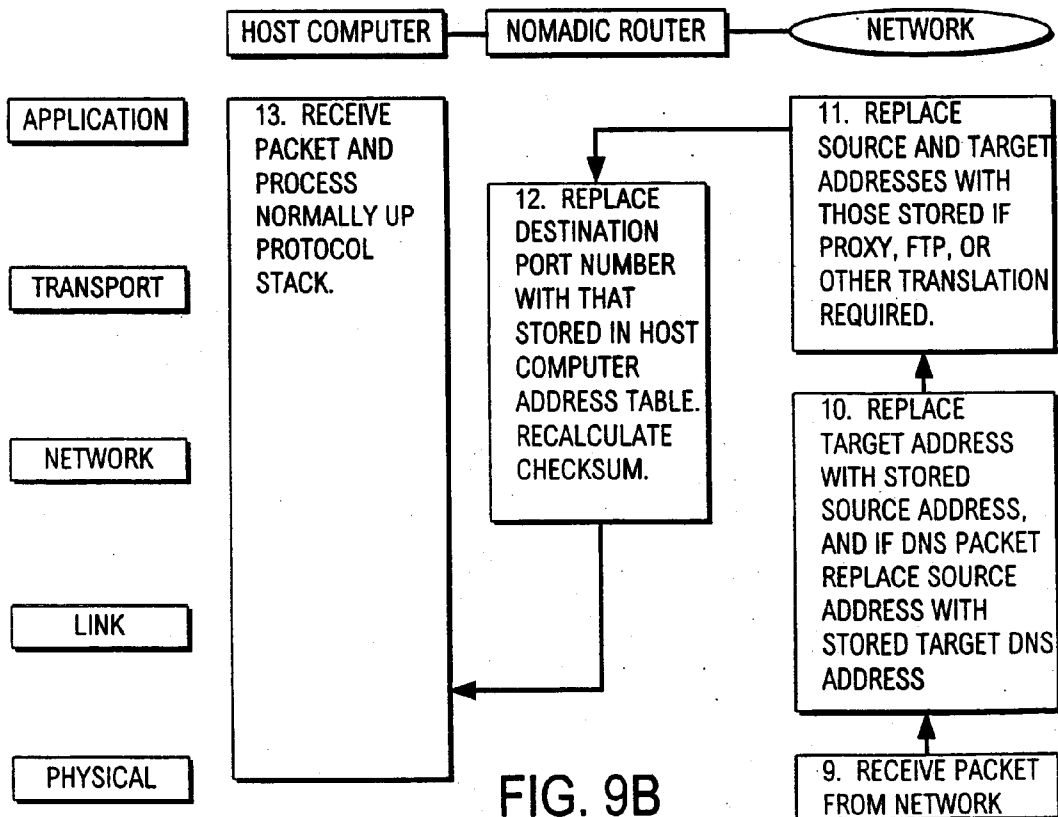 HOST COMPUTER
NOMADIC ROUTER
NETWORK
APPLICATION
TRANSPORT
NETWORK
LINK
PHYSICAL
13. RECEIVE
PACKET AND
PROCESS
NORMALLY UP
PROTOCOL
STACK.
12. REPLACE
DESTINATION
PORT NUMBER
WITH THAT
STORED IN HOST
COMPUTER
ADDRESS TABLE.
RECALCULATE
CHECKSUM.
11. REPLACE
SOURCE AND TARGET
ADDRESSES WITH
THOSE STORED IF
PROXY, FTP, OR
OTHER TRANSLATION
REQUIRED.
10. REPLACE
TARGET ADDRESS
WITH STORED
SOURCE ADDRESS,
AND IF DNS PACKET
REPLACE SOURCE
ADDRESS WITH
STORED TARGET DNS
ADDRESS
9. RECEIVE PACKET
FROM NETWORK
FIG. 9B